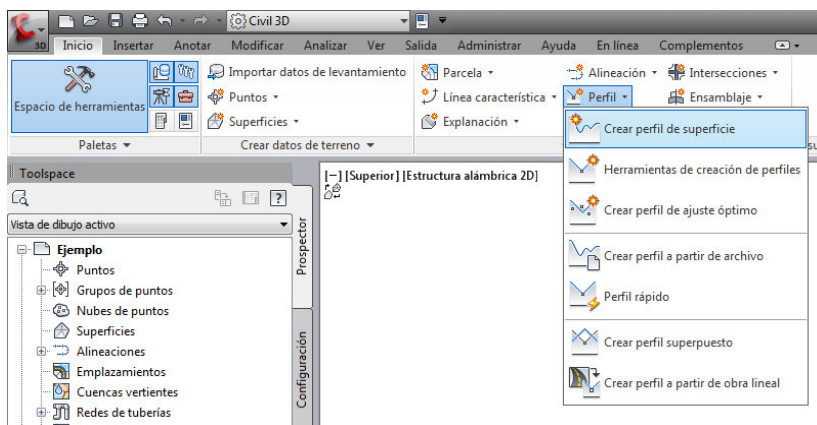 Civil 3D
3D Inicio Insertar Anotar Modificar Analizar Ver Salida Administrar Ayuda En línea Complementos
Espacio de herramientas
Importar datos de levantamiento
Puntos
Superficies
Parcela
Línea característica
Explanación
Alineación
Perfil
Intersecciones
Ensamblaje
Paletas
Crear datos de terreno
su
Crear perfil de superficie
Herramientas de creación de perfiles
Crear perfil de ajuste óptimo
Crear perfil a partir de archivo
Perfil rápido
Crear perfil superpuesto
Crear perfil a partir de obra lineal
Toolspace
?
Vista de dibujo activo
Ejemplo
Puntos
Grupos de puntos
Nubes de puntos
Superficies
Alineaciones
Emplazamientos
Cuencas vertientes
Redes de tuberías
Prospector
Configuración
[−] [Superior] [Estructura alámbrica 2D]